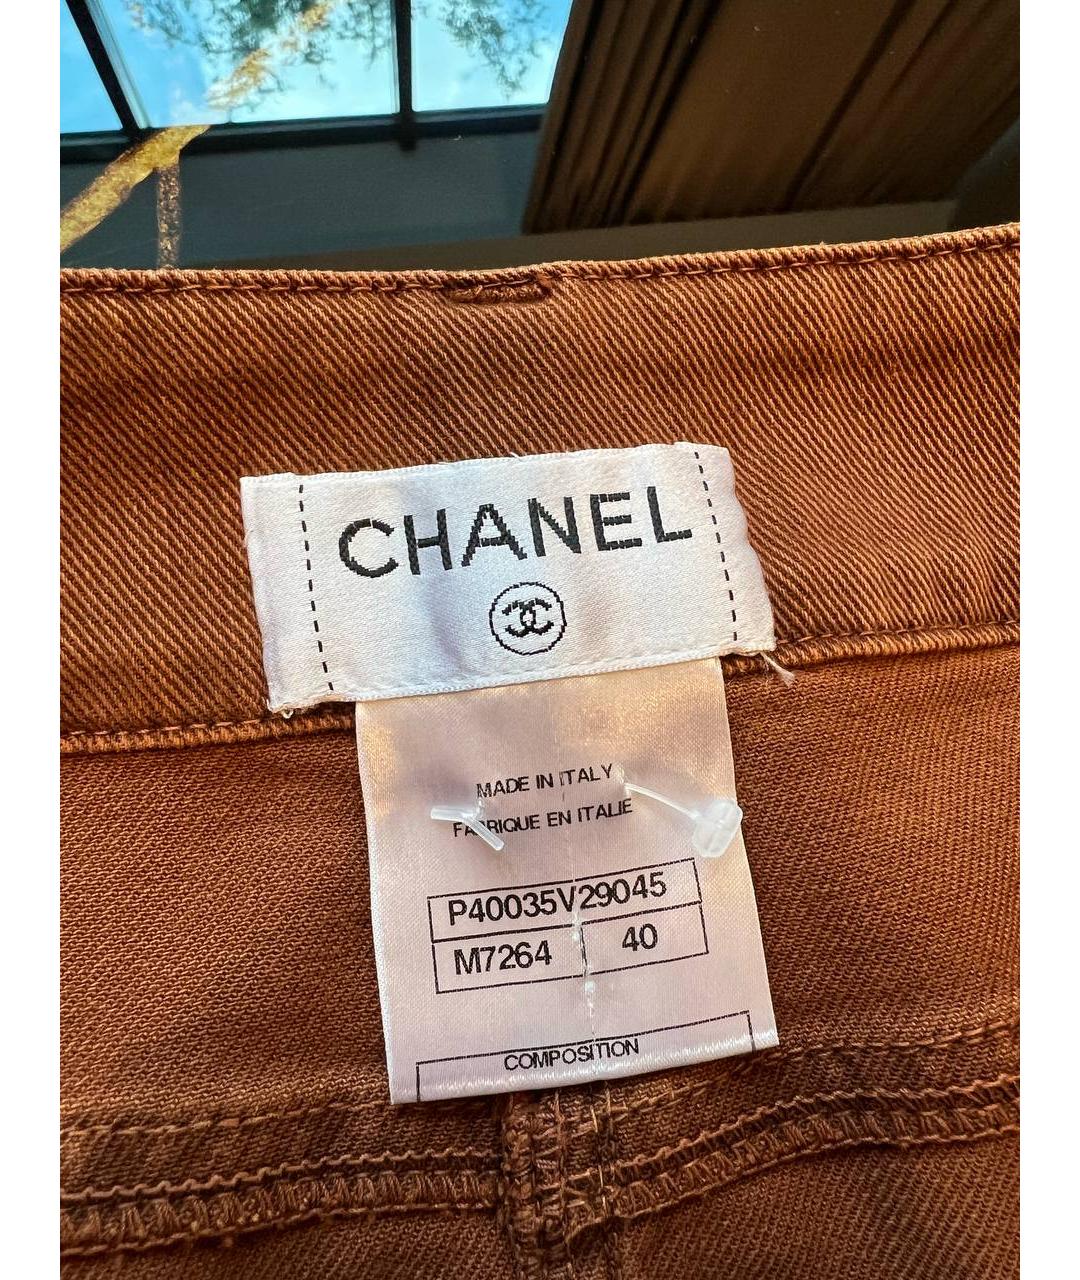 CHANEL
MADE IN ITALY
FABRIQUE EN ITALIE
P40035V29045
M7264 40
COMPOSITION